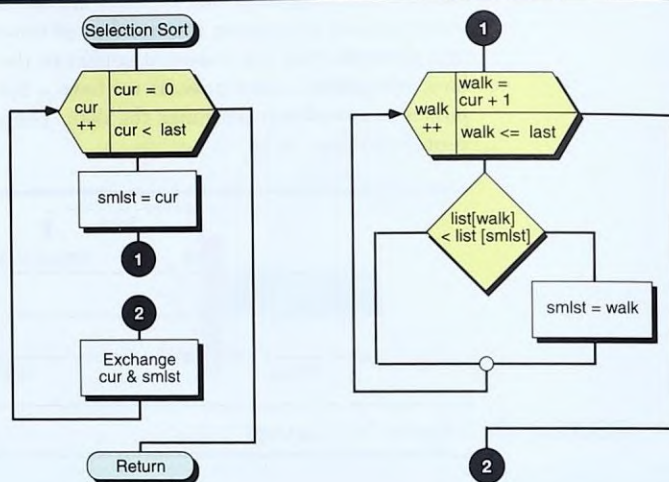 Selection Sort
cur
++
cur = 0
cur < last
smlst = cur
1
2
Exchange
cur & smlst
Return
1
walk
++
walk =
cur + 1
walk <= last
list[walk]
< list [smlst]
smlst = walk
2